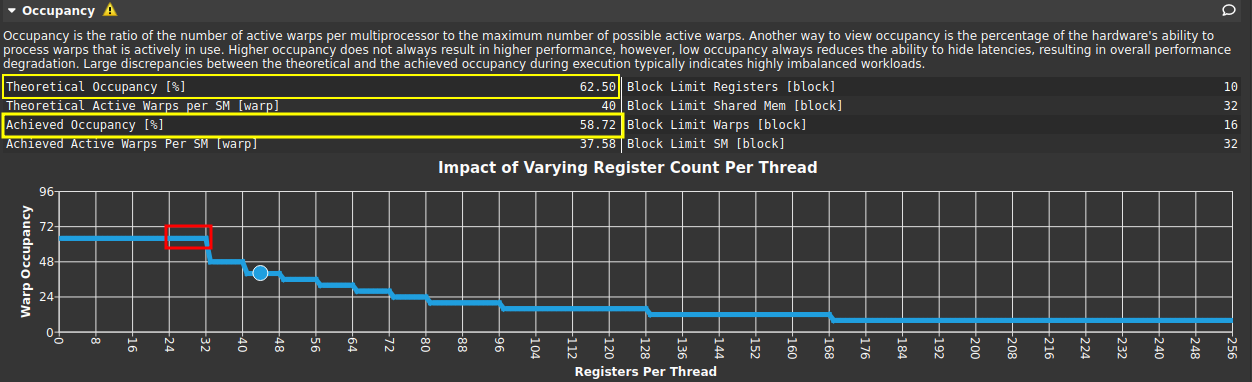 Occupancy
Occupancy is the ratio of the number of active warps per multiprocessor to the maximum number of possible active warps. Another way to view occupancy is the percentage of the hardware's ability to
process warps that is actively in use. Higher occupancy does not always result in higher performance, however, low occupancy always reduces the ability to hide latencies, resulting in overall performance
degradation. Large discrepancies between the theoretical and the achieved occupancy during execution typically indicates highly imbalanced workloads.
Theoretical Occupancy [%] 62.50 Block Limit Registers [block] 10
Theoretical Active Warps per SM [warp] 40 Block Limit Shared Mem [block] 32
Achieved Occupancy [%] 58.72 Block Limit Warps [block] 16
Achieved Active Warps Per SM [warp] 37.58 Block Limit SM [block] 32
Impact of Varying Register Count Per Thread
Warp Occupancy
96
72
48
24
0
0 8 16 24 32 40 48 56 64 72 80 88 96 104 112 120 128 136 144 152 160 168 176 184 192 200 208 216 224 232 240 248 256
Registers Per Thread